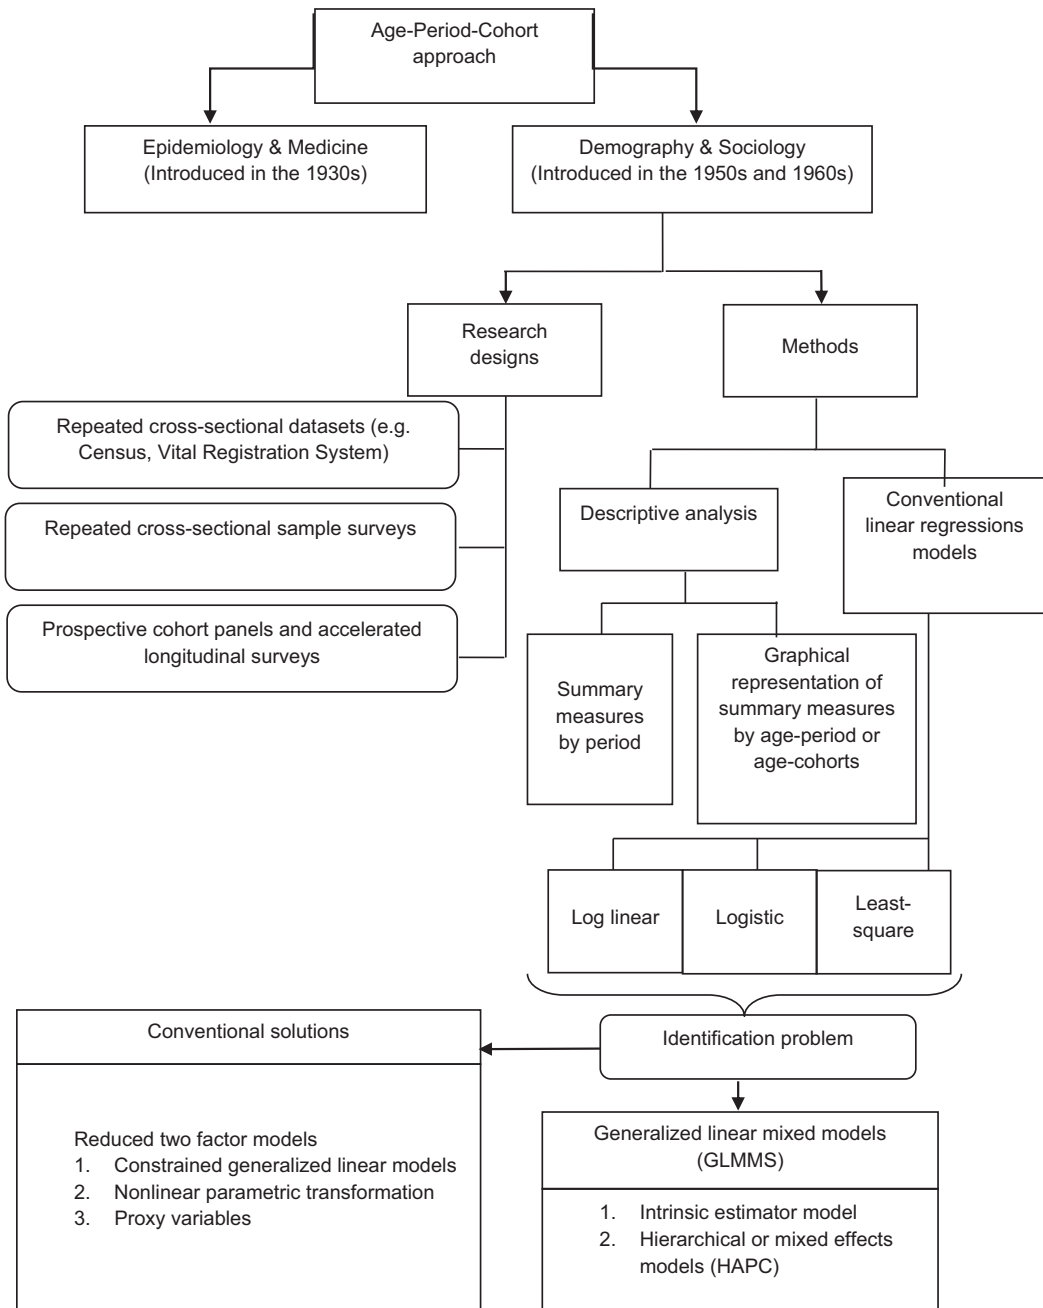 Age-Period-Cohort
approach
Epidemiology & Medicine
(Introduced in the 1930s)
Demography & Sociology
(Introduced in the 1950s and 1960s)
Research
designs
Methods
Repeated cross-sectional datasets (e.g.
Census, Vital Registration System)
Repeated cross-sectional sample surveys
Prospective cohort panels and accelerated
longitudinal surveys
Descriptive analysis
Conventional
linear regressions
models
Summary
measures
by period
Graphical
representation of
summary measures
by age-period or
age-cohorts
Log linear
Logistic
Least-
square
Identification problem
Conventional solutions
Reduced two factor models
1. Constrained generalized linear models
2. Nonlinear parametric transformation
3. Proxy variables
Generalized linear mixed models
(GLMMS)
1. Intrinsic estimator model
2. Hierarchical or mixed effects
models (HAPC)